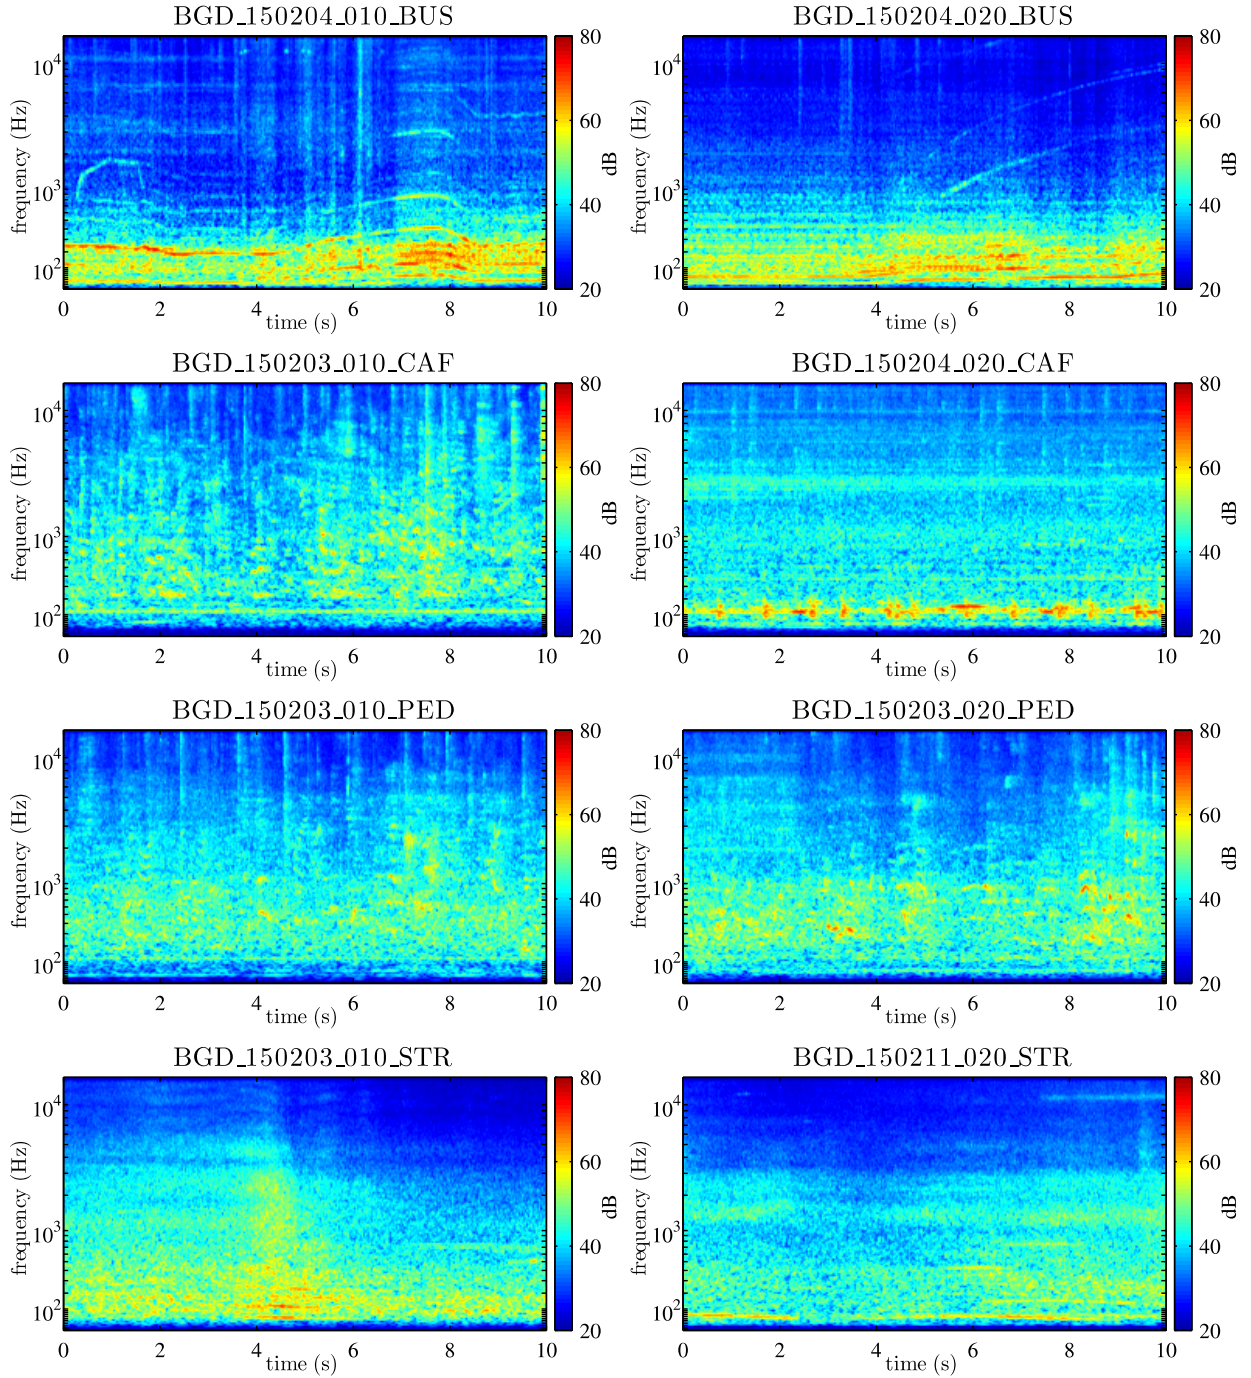 BGD_150204_010_BUS
BGD_150204_020_BUS
frequency (Hz)
10^4
10^3
10^2
0 2 4 6 8 10
time (s)
80
60
40
20
dB
frequency (Hz)
10^4
10^3
10^2
0 2 4 6 8 10
time (s)
80
60
40
20
dB
BGD_150203_010_CAF
BGD_150204_020_CAF
frequency (Hz)
10^4
10^3
10^2
0 2 4 6 8 10
time (s)
80
60
40
20
dB
frequency (Hz)
10^4
10^3
10^2
0 2 4 6 8 10
time (s)
80
60
40
20
dB
BGD_150203_010_PED
BGD_150203_020_PED
frequency (Hz)
10^4
10^3
10^2
0 2 4 6 8 10
time (s)
80
60
40
20
dB
frequency (Hz)
10^4
10^3
10^2
0 2 4 6 8 10
time (s)
80
60
40
20
dB
BGD_150203_010_STR
BGD_150211_020_STR
frequency (Hz)
10^4
10^3
10^2
0 2 4 6 8 10
time (s)
80
60
40
20
dB
frequency (Hz)
10^4
10^3
10^2
0 2 4 6 8 10
time (s)
80
60
40
20
dB